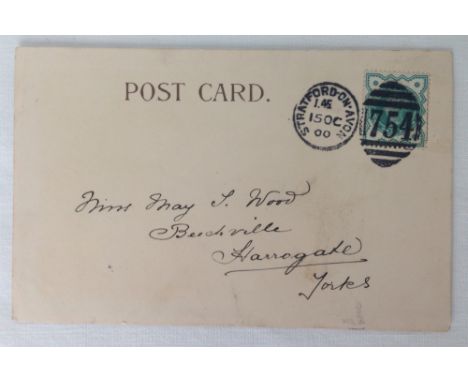 POST CARD.
STRATFORD·ON·AVON
1.45
15 OC
00
754
Miss May S. Wood
Beechville
Harrogate
Yorks